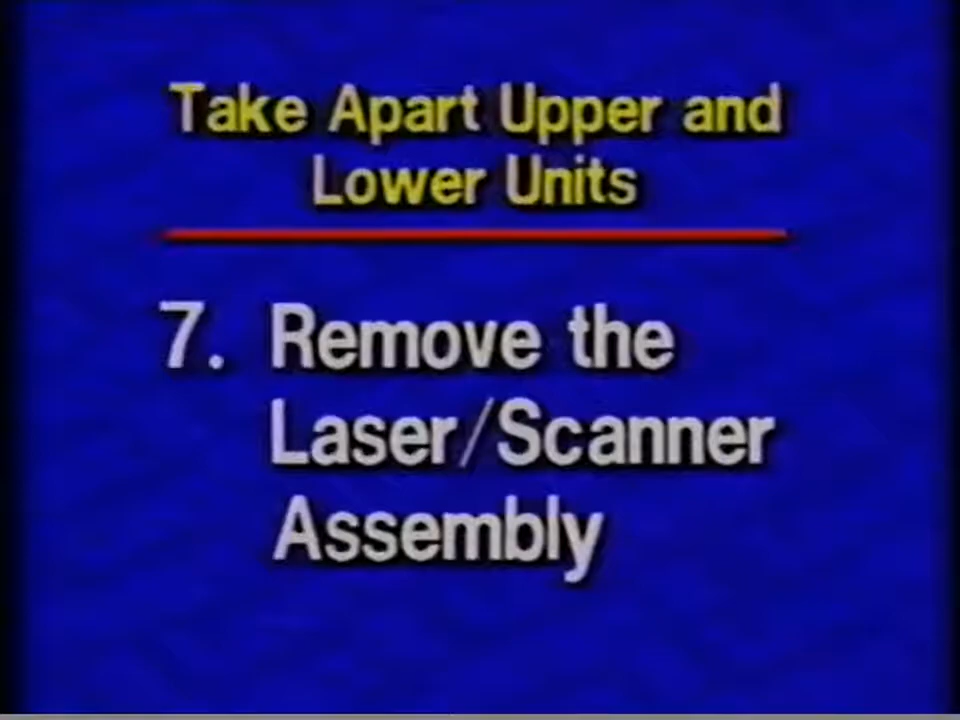 Take Apart Upper and
Lower Units
7. Remove the
Laser/Scanner
Assembly